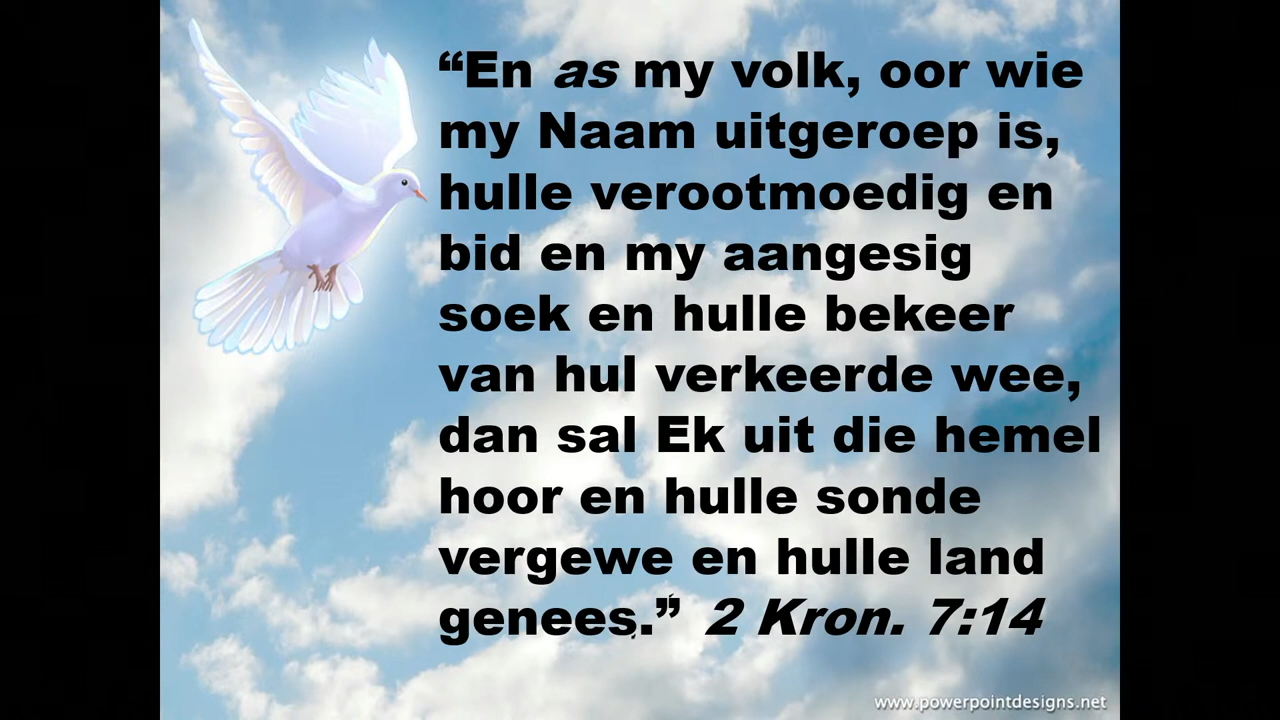 “En as my volk, oor wie
my Naam uitgeroep is,
hulle verootmoedig en
bid en my aangesig
soek en hulle bekeer
van hul verkeerde weë,
dan sal Ek uit die hemel
hoor en hulle sonde
vergewe en hulle land
genees.” 2 Kron. 7:14
www.powerpointdesigns.net